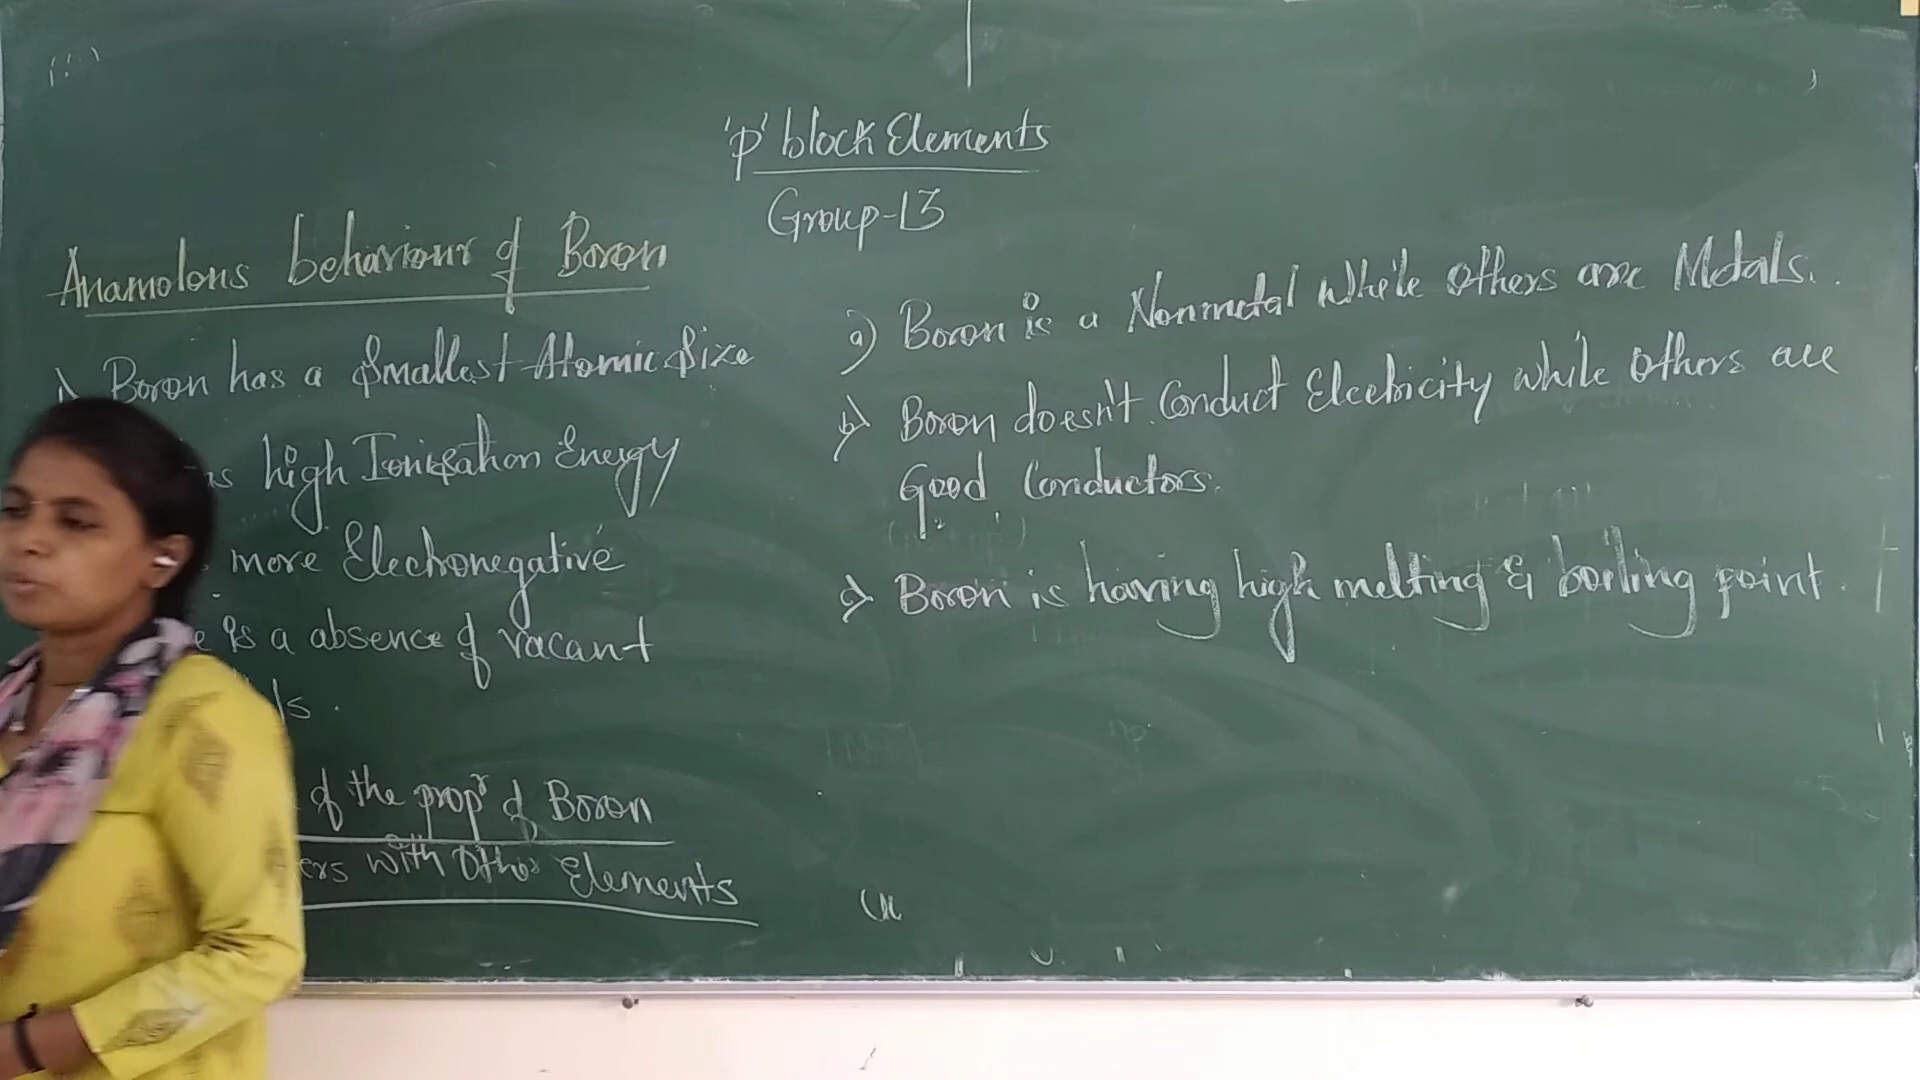 'p' block Elements
Group-13
Anamolous behaviour of Boron
1) Boron has a Smallest Atomic Size
high Ionisation Energy
more Electronegative
is a absence of vacant
of the propr of Boron
with Other Elements
a) Boron is a Nonmetal While others are Metals.
b) Boron doesn't Conduct Electricity while others are
Good Conductors.
c) Boron is having high melting & boiling point.